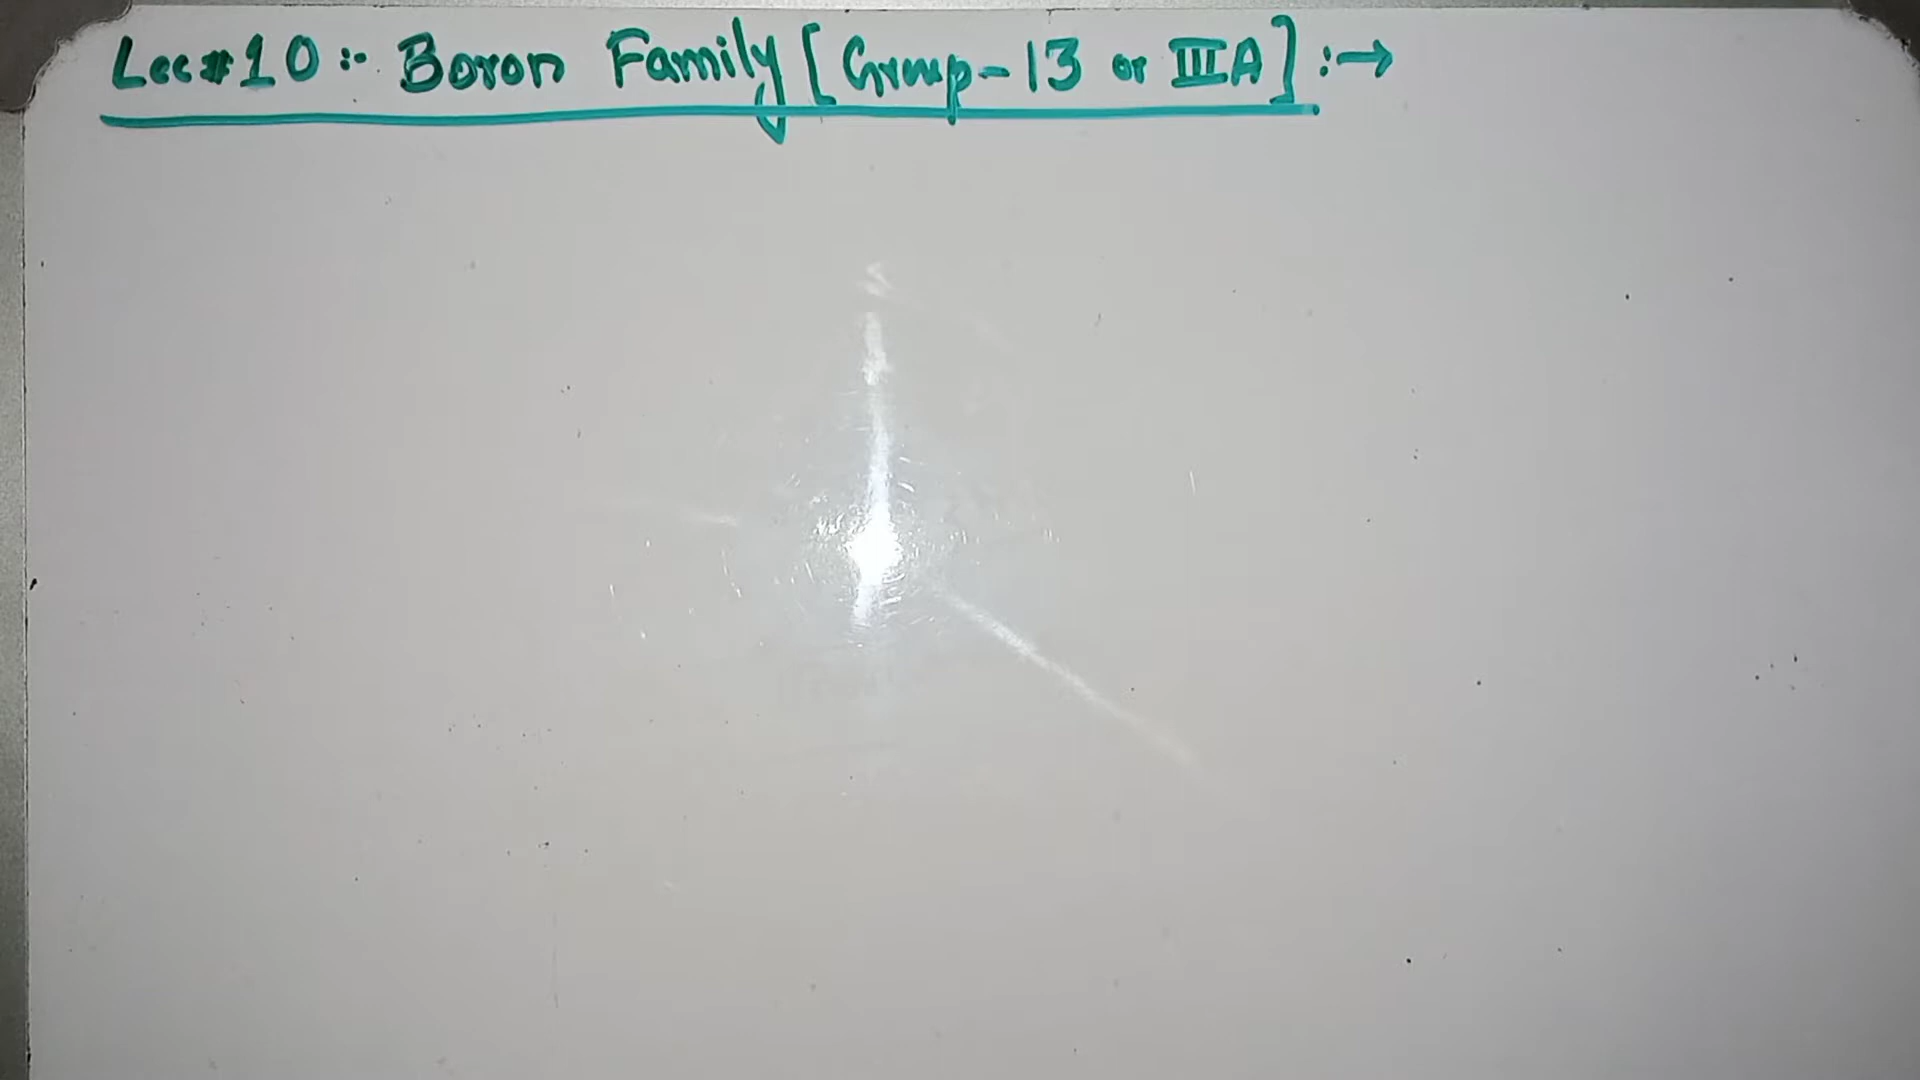 Lec#10:- Boron Family [Group-13 or IIIA]:→